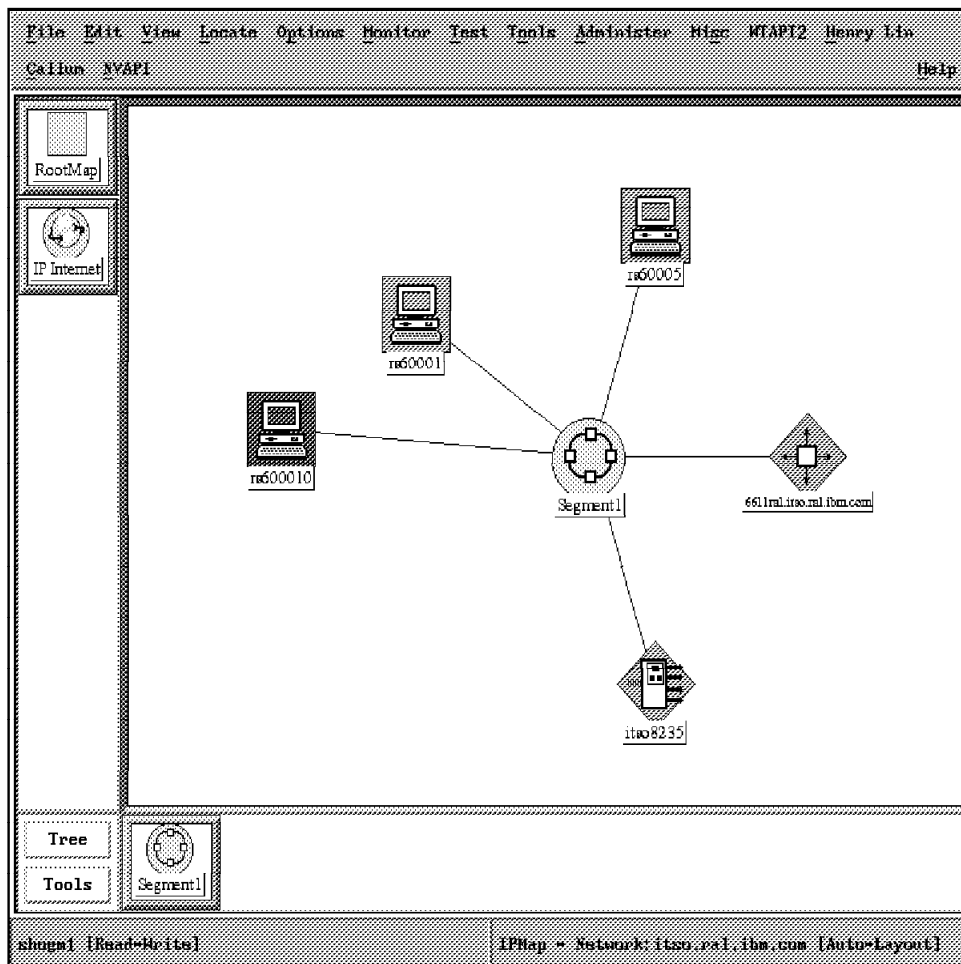 File Edit View Locate Options Monitor Test Tools Administer Misc WTAPI2 Henry Lin
Callum NVAPI Help
RootMap
IP Internet
rs60005
rs60001
rs600010
Segment1
6611ral.itso.ral.ibm.com
itso8235
Tree
Tools
Segment1
shogm1 [Read-Write]
IPMap - Network:itso.ral.ibm.com [Auto-Layout]